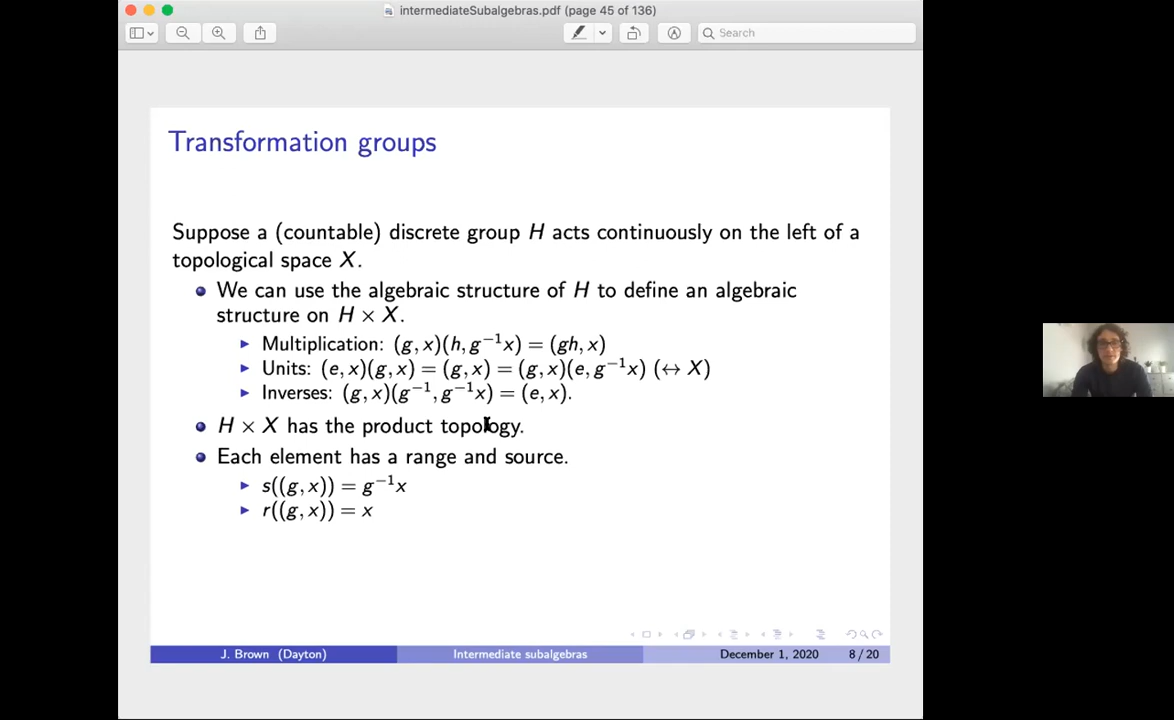 intermediateSubalgebras.pdf (page 45 of 136)
Search
Transformation groups
Suppose a (countable) discrete group H acts continuously on the left of a
topological space X.
We can use the algebraic structure of H to define an algebraic
structure on H × X.
Multiplication: (g, x)(h, g⁻¹x) = (gh, x)
Units: (e, x)(g, x) = (g, x) = (g, x)(e, g⁻¹x) (↔ X)
Inverses: (g, x)(g⁻¹, g⁻¹x) = (e, x).
H × X has the product topology.
Each element has a range and source.
s((g, x)) = g⁻¹x
r((g, x)) = x
J. Brown (Dayton) Intermediate subalgebras December 1, 2020 8 / 20